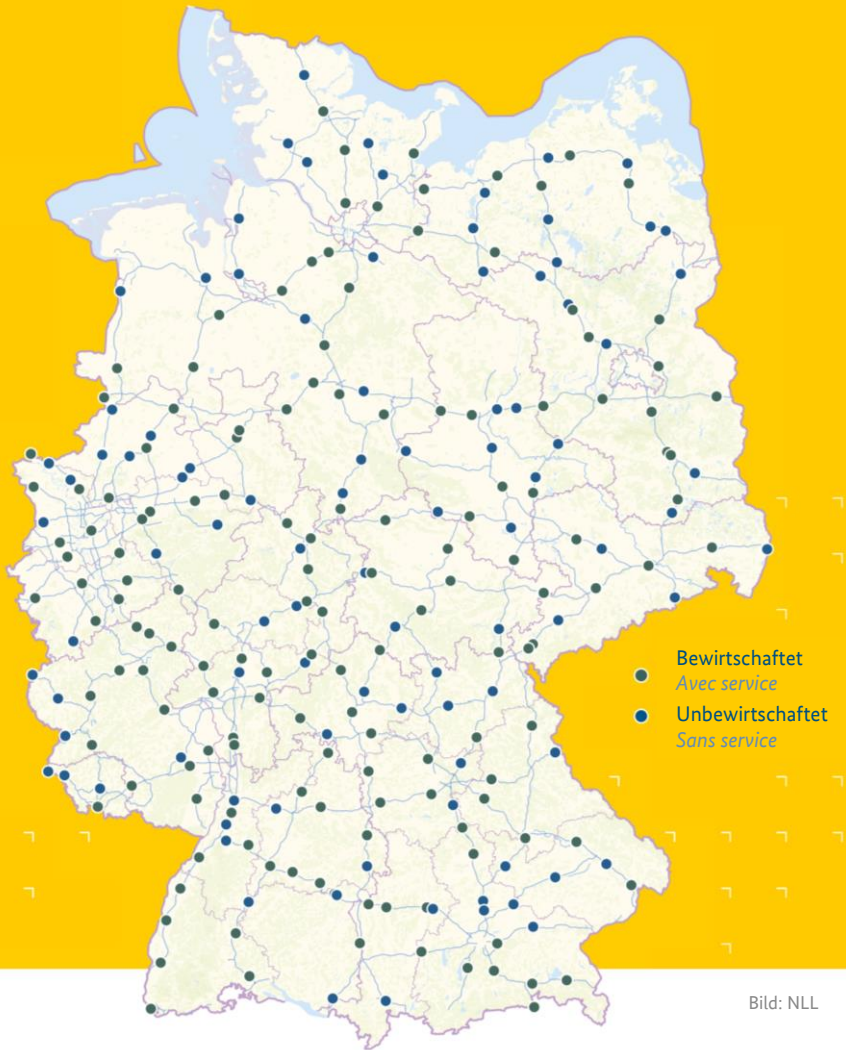 Bewirtschaftet
Avec service
Unbewirtschaftet
Sans service
Bild: NLL